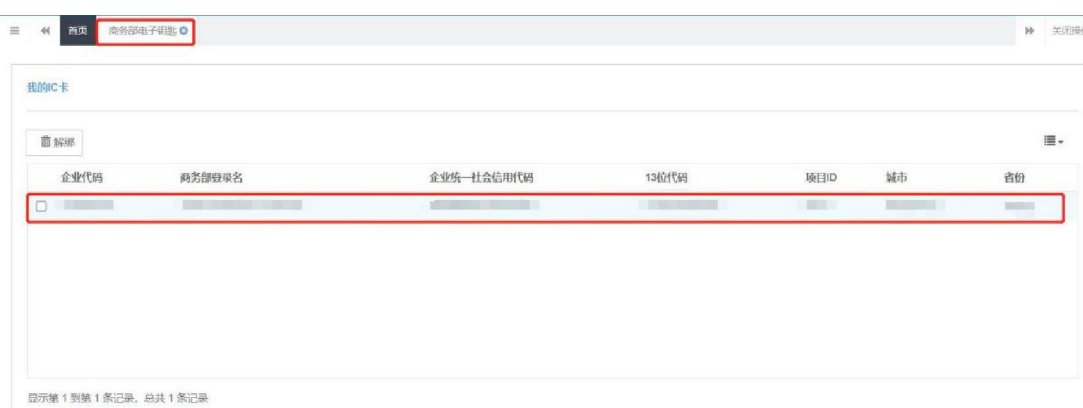 首页 商务部电子钥匙 关闭操
我的IC卡
解绑
企业代码 商务部登录名 企业统一社会信用代码 13位代码 项目ID 城市 省份
显示第 1 到第 1 条记录，总共 1 条记录